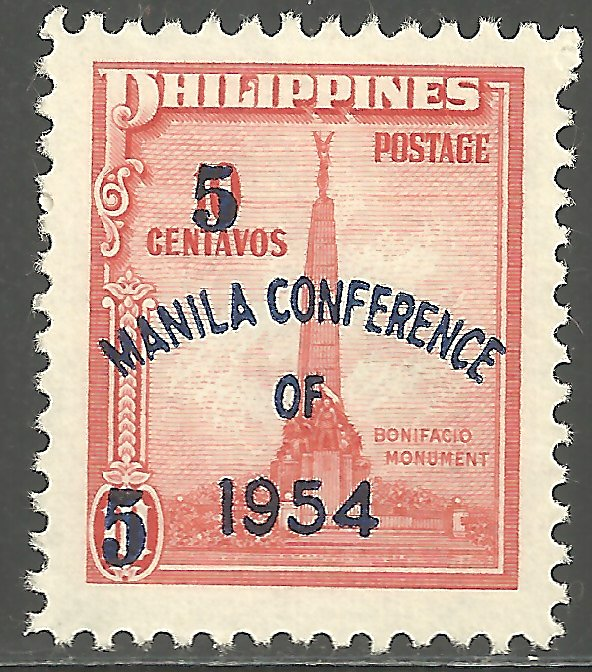 PHILIPPINES
POSTAGE
5
CENTAVOS
MANILA CONFERENCE
OF
BONIFACIO
MONUMENT
1954
5